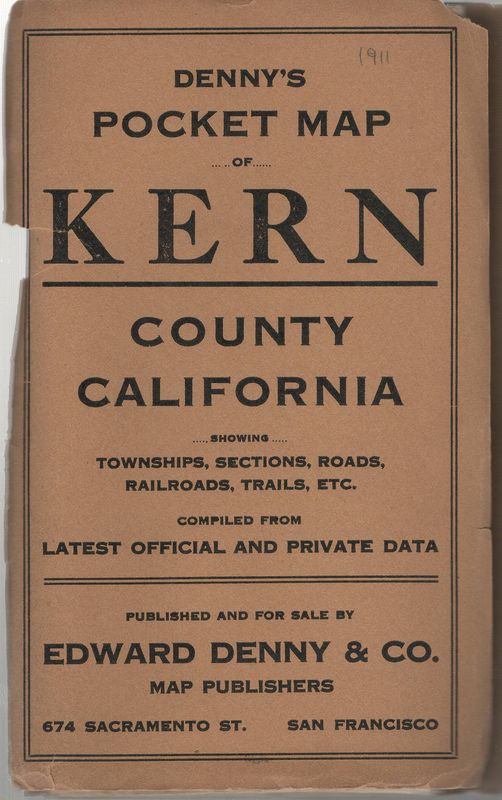 1911
DENNY'S
POCKET MAP
..... OF ......
KERN
COUNTY
CALIFORNIA
..... SHOWING .....
TOWNSHIPS, SECTIONS, ROADS,
RAILROADS, TRAILS, ETC.
COMPILED FROM
LATEST OFFICIAL AND PRIVATE DATA
PUBLISHED AND FOR SALE BY
EDWARD DENNY & CO.
MAP PUBLISHERS
674 SACRAMENTO ST. SAN FRANCISCO